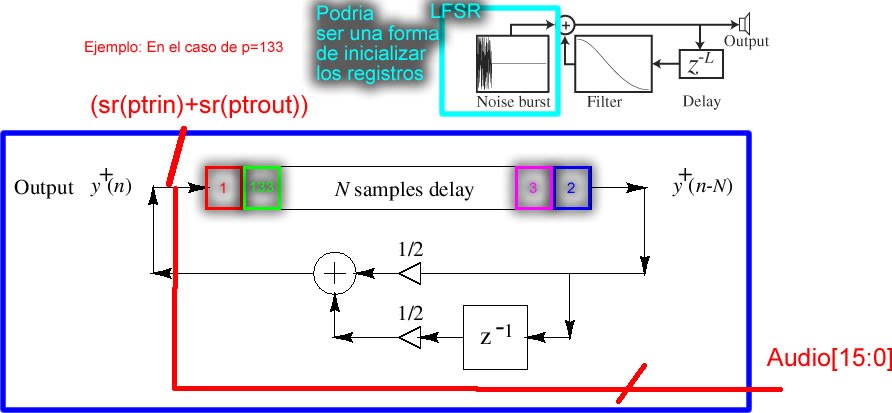 Podria
ser una forma
de inicializar
los registros
LFSR
Output
Noise burst
Filter
z-L
Delay
Ejemplo: En el caso de p=133
(sr(ptrin)+sr(ptrout))
Output y+(n)
1
133
N samples delay
3
2
y+(n-N)
1/2
+
1/2
z-1
Audio[15:0]